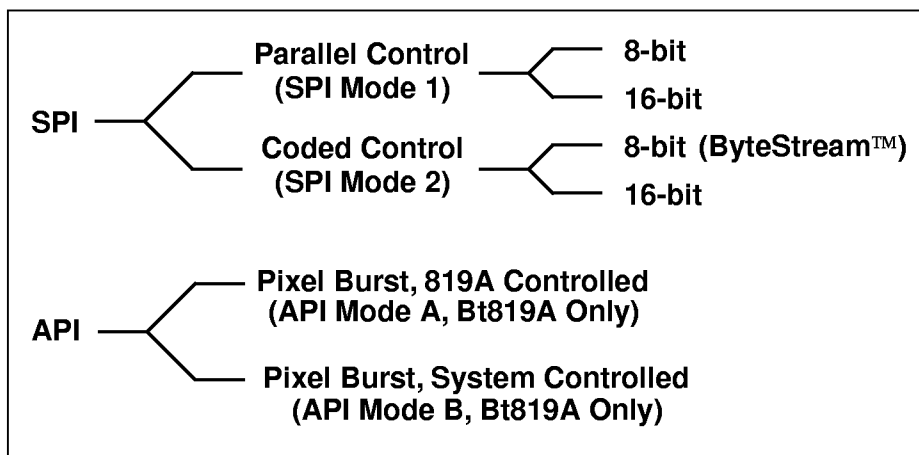 SPI
Parallel Control
(SPI Mode 1)
8-bit
16-bit
Coded Control
(SPI Mode 2)
8-bit (ByteStream™)
16-bit
API
Pixel Burst, 819A Controlled
(API Mode A, Bt819A Only)
Pixel Burst, System Controlled
(API Mode B, Bt819A Only)